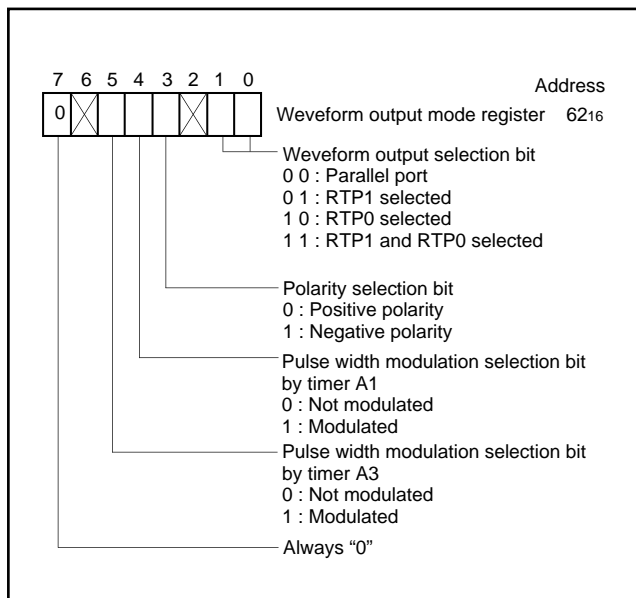 7 6 5 4 3 2 1 0
Address
0 Weveform output mode register 6216
Weveform output selection bit
0 0 : Parallel port
0 1 : RTP1 selected
1 0 : RTP0 selected
1 1 : RTP1 and RTP0 selected
Polarity selection bit
0 : Positive polarity
1 : Negative polarity
Pulse width modulation selection bit
by timer A1
0 : Not modulated
1 : Modulated
Pulse width modulation selection bit
by timer A3
0 : Not modulated
1 : Modulated
Always “0”